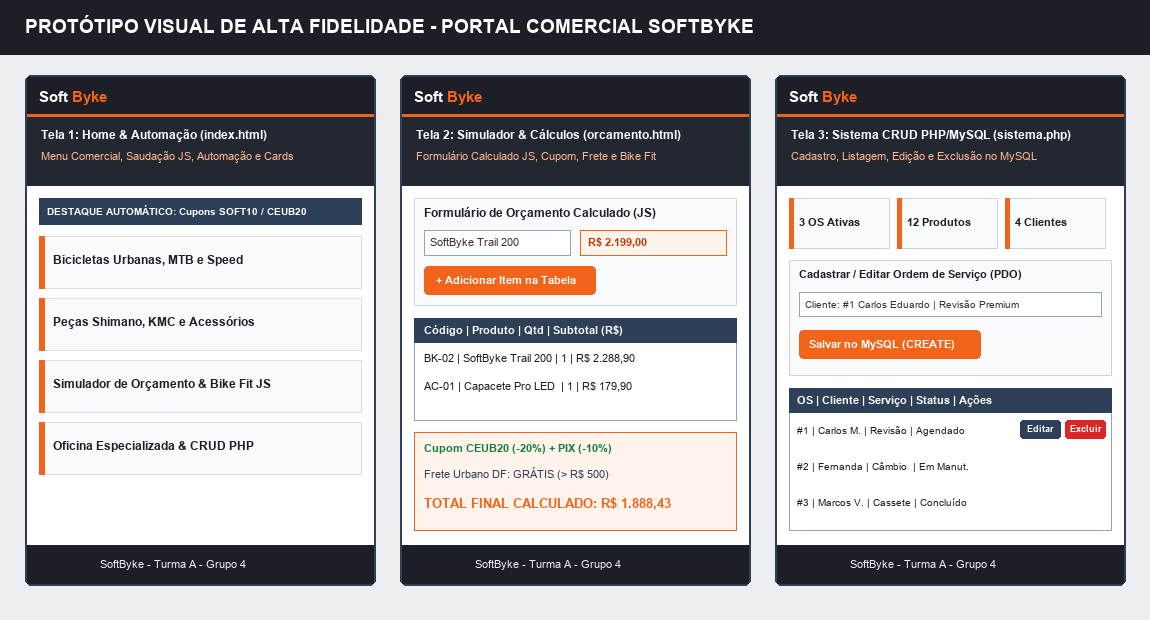 PROTÓTIPO VISUAL DE ALTA FIDELIDADE - PORTAL COMERCIAL SOFTBYKE
Soft Byke
Tela 1: Home & Automação (index.html)
Menu Comercial, Saudação JS, Automação e Cards
DESTAQUE AUTOMÁTICO: Cupons SOFT10 / CEUB20
Bicicletas Urbanas, MTB e Speed
Peças Shimano, KMC e Acessórios
Simulador de Orçamento & Bike Fit JS
Oficina Especializada & CRUD PHP
SoftByke - Turma A - Grupo 4
Soft Byke
Tela 2: Simulador & Cálculos (orcamento.html)
Formulário Calculado JS, Cupom, Frete e Bike Fit
Formulário de Orçamento Calculado (JS)
SoftByke Trail 200
R$ 2.199,00
+ Adicionar Item na Tabela
Código | Produto | Qtd | Subtotal (R$)
BK-02 | SoftByke Trail 200 | 1 | R$ 2.288,90
AC-01 | Capacete Pro LED | 1 | R$ 179,90
Cupom CEUB20 (-20%) + PIX (-10%)
Frete Urbano DF: GRÁTIS (> R$ 500)
TOTAL FINAL CALCULADO: R$ 1.888,43
SoftByke - Turma A - Grupo 4
Soft Byke
Tela 3: Sistema CRUD PHP/MySQL (sistema.php)
Cadastro, Listagem, Edição e Exclusão no MySQL
3 OS Ativas
12 Produtos
4 Clientes
Cadastrar / Editar Ordem de Serviço (PDO)
Cliente: #1 Carlos Eduardo | Revisão Premium
Salvar no MySQL (CREATE)
OS | Cliente | Serviço | Status | Ações
#1 | Carlos M. | Revisão | Agendado
Editar
Excluir
#2 | Fernanda | Câmbio | Em Manut.
#3 | Marcos V. | Cassete | Concluído
SoftByke - Turma A - Grupo 4